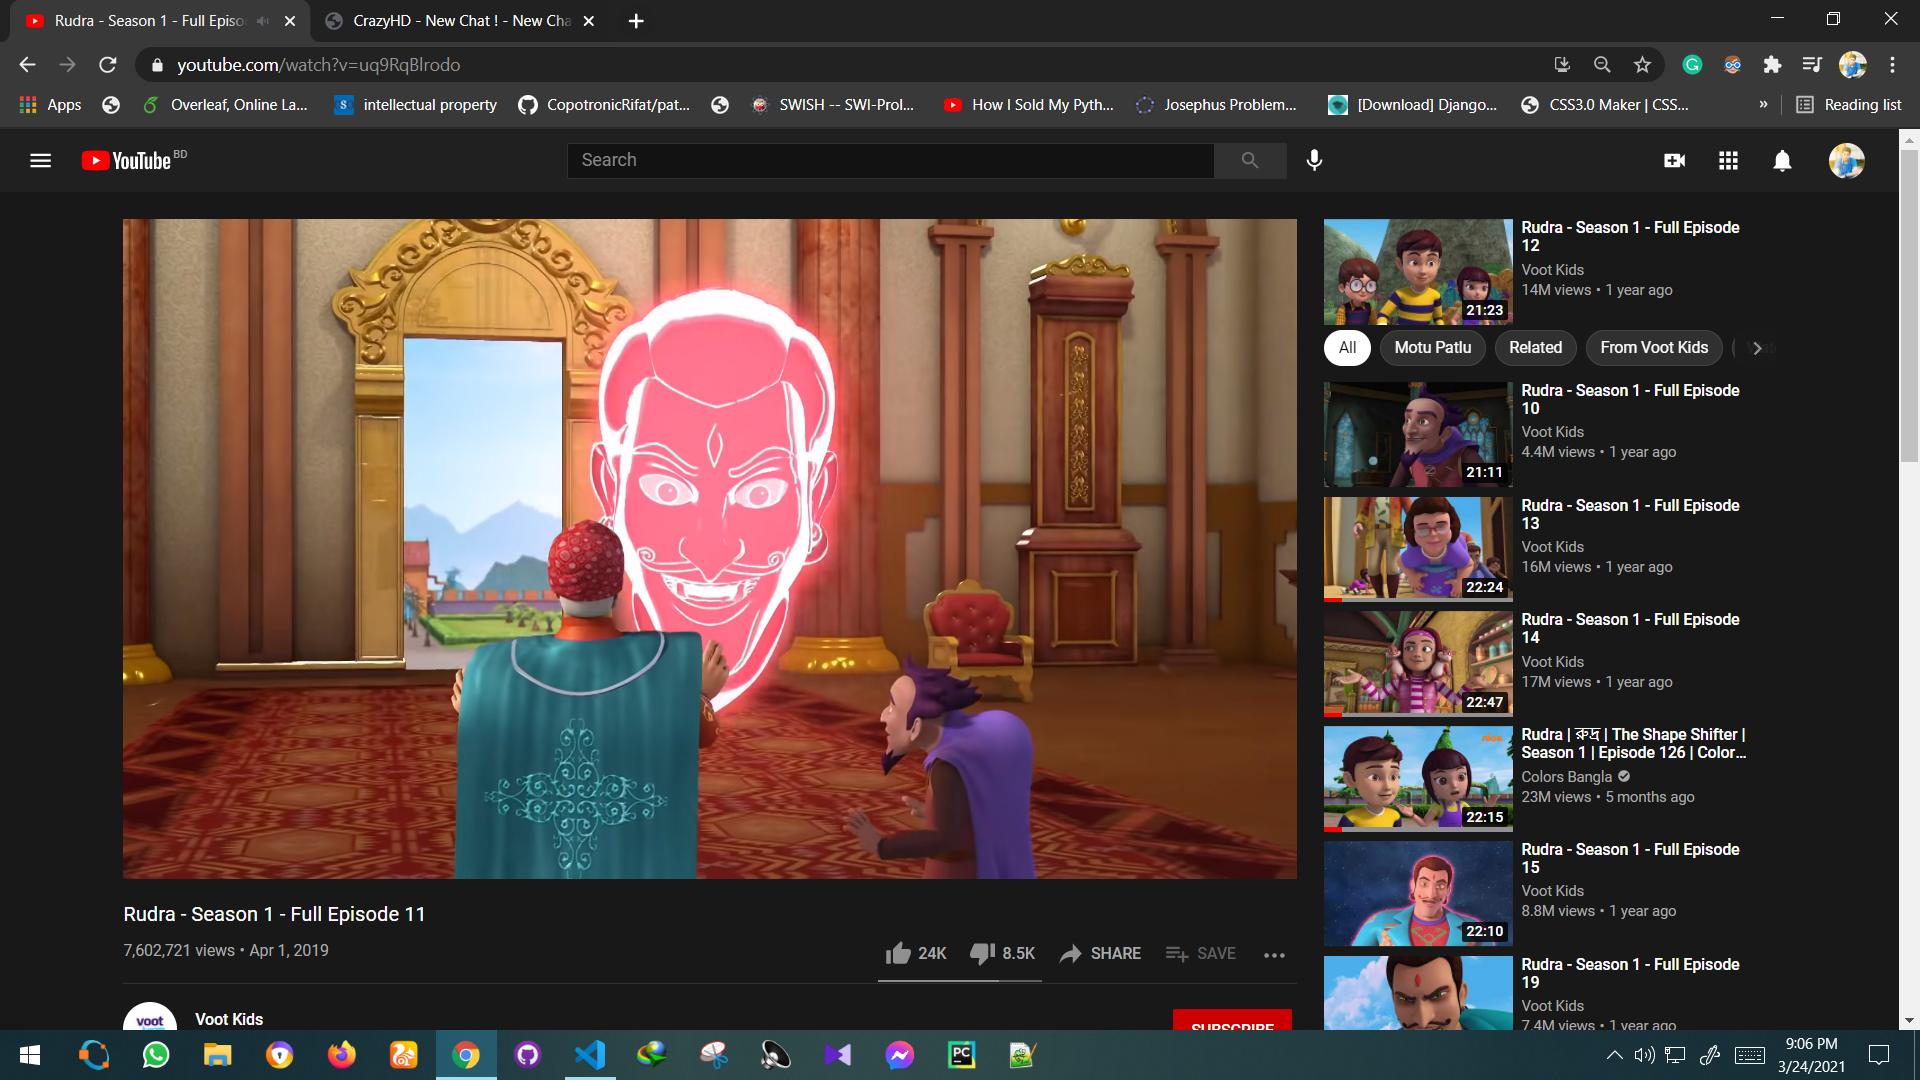 Rudra - Season 1 - Full Episo
CrazyHD - New Chat ! - New Cha
youtube.com/watch?v=uq9RqBlrodo
Apps
Overleaf, Online La...
intellectual property
CopotronicRifat/pat...
SWISH -- SWI-Prol...
How I Sold My Pyth...
Josephus Problem...
[Download] Django...
CSS3.0 Maker | CSS...
»
Reading list
YouTube BD
Search
Rudra - Season 1 - Full Episode
12
Voot Kids
14M views • 1 year ago
21:23
All
Motu Patlu
Related
From Voot Kids
Rudra - Season 1 - Full Episode
10
Voot Kids
4.4M views • 1 year ago
21:11
Rudra - Season 1 - Full Episode
13
Voot Kids
16M views • 1 year ago
22:24
Rudra - Season 1 - Full Episode
14
Voot Kids
17M views • 1 year ago
22:47
Rudra | রুদ্র | The Shape Shifter |
Season 1 | Episode 126 | Color...
Colors Bangla
23M views • 5 months ago
nick
22:15
Rudra - Season 1 - Full Episode
15
Voot Kids
8.8M views • 1 year ago
22:10
Rudra - Season 1 - Full Episode
19
Voot Kids
7.4M views • 1 year ago
Rudra - Season 1 - Full Episode 11
7,602,721 views • Apr 1, 2019
24K
8.5K
SHARE
SAVE
voot
Voot Kids
SUBSCRIBE
PC
9:06 PM
3/24/2021